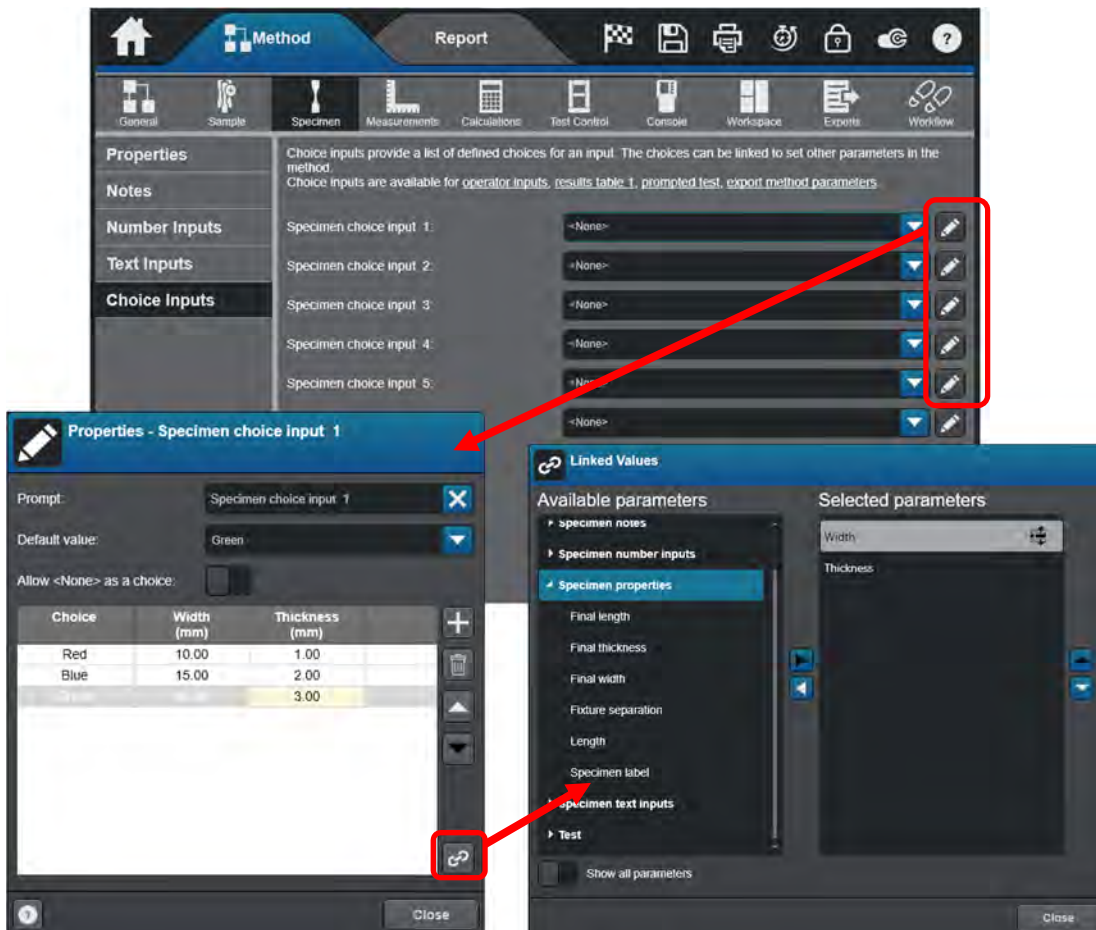 Method
Report
General
Sample
Specimen
Measurements
Calculations
Test Control
Console
Workspace
Exports
Workflow
Properties
Notes
Number Inputs
Text Inputs
Choice Inputs
Choice inputs provide a list of defined choices for an input. The choices can be linked to set other parameters in the
method.
Choice inputs are available for operator inputs, results table 1, prompted test, export method parameters
Specimen choice input 1:
<None>
Specimen choice input 2:
<None>
Specimen choice input 3:
<None>
Specimen choice input 4:
<None>
Specimen choice input 5:
<None>
<None>
Properties - Specimen choice input 1
Prompt:
Specimen choice input 1
Default value:
Green
Allow <None> as a choice:
Choice Width (mm) Thickness (mm)
Red 10.00 1.00
Blue 15.00 2.00
3.00
Close
Linked Values
Available parameters
Specimen notes
Specimen number inputs
Specimen properties
Final length
Final thickness
Final width
Fixture separation
Length
Specimen label
Specimen text inputs
Test
Show all parameters
Selected parameters
Width
Thickness
Close